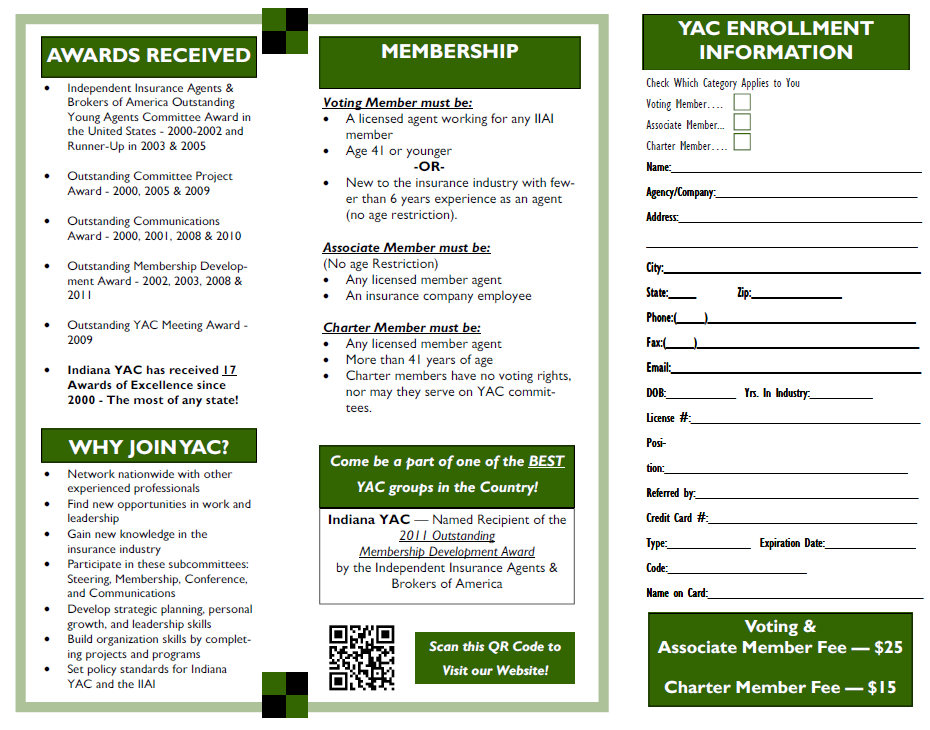 AWARDS RECEIVED
• Independent Insurance Agents &
Brokers of America Outstanding
Young Agents Committee Award in
the United States - 2000-2002 and
Runner-Up in 2003 & 2005
• Outstanding Committee Project
Award - 2000, 2005 & 2009
• Outstanding Communications
Award - 2000, 2001, 2008 & 2010
• Outstanding Membership Develop-
ment Award - 2002, 2003, 2008 &
2011
• Outstanding YAC Meeting Award -
2009
• Indiana YAC has received 17
Awards of Excellence since
2000 - The most of any state!
WHY JOIN YAC?
• Network nationwide with other
experienced professionals
• Find new opportunities in work and
leadership
• Gain new knowledge in the
insurance industry
• Participate in these subcommittees:
Steering, Membership, Conference,
and Communications
• Develop strategic planning, personal
growth, and leadership skills
• Build organization skills by complet-
ing projects and programs
• Set policy standards for Indiana
YAC and the IIAI
MEMBERSHIP
Voting Member must be:
• A licensed agent working for any IIAI
member
• Age 41 or younger
-OR-
• New to the insurance industry with few-
er than 6 years experience as an agent
(no age restriction).
Associate Member must be:
(No age Restriction)
• Any licensed member agent
• An insurance company employee
Charter Member must be:
• Any licensed member agent
• More than 41 years of age
• Charter members have no voting rights,
nor may they serve on YAC commit-
tees.
Come be a part of one of the BEST
YAC groups in the Country!
Indiana YAC — Named Recipient of the
2011 Outstanding
Membership Development Award
by the Independent Insurance Agents &
Brokers of America
Scan this QR Code to
Visit our Website!
YAC ENROLLMENT
INFORMATION
Check Which Category Applies to You
Voting Member….
Associate Member...
Charter Member….
Name:
Agency/Company:
Address:
City:
State: Zip:
Phone:( )
Fax:( )
Email:
DOB: Yrs. In Industry:
License #:
Posi-
tion:
Referred by:
Credit Card #:
Type: Expiration Date:
Code:
Name on Card:
Voting &
Associate Member Fee — $25
Charter Member Fee — $15